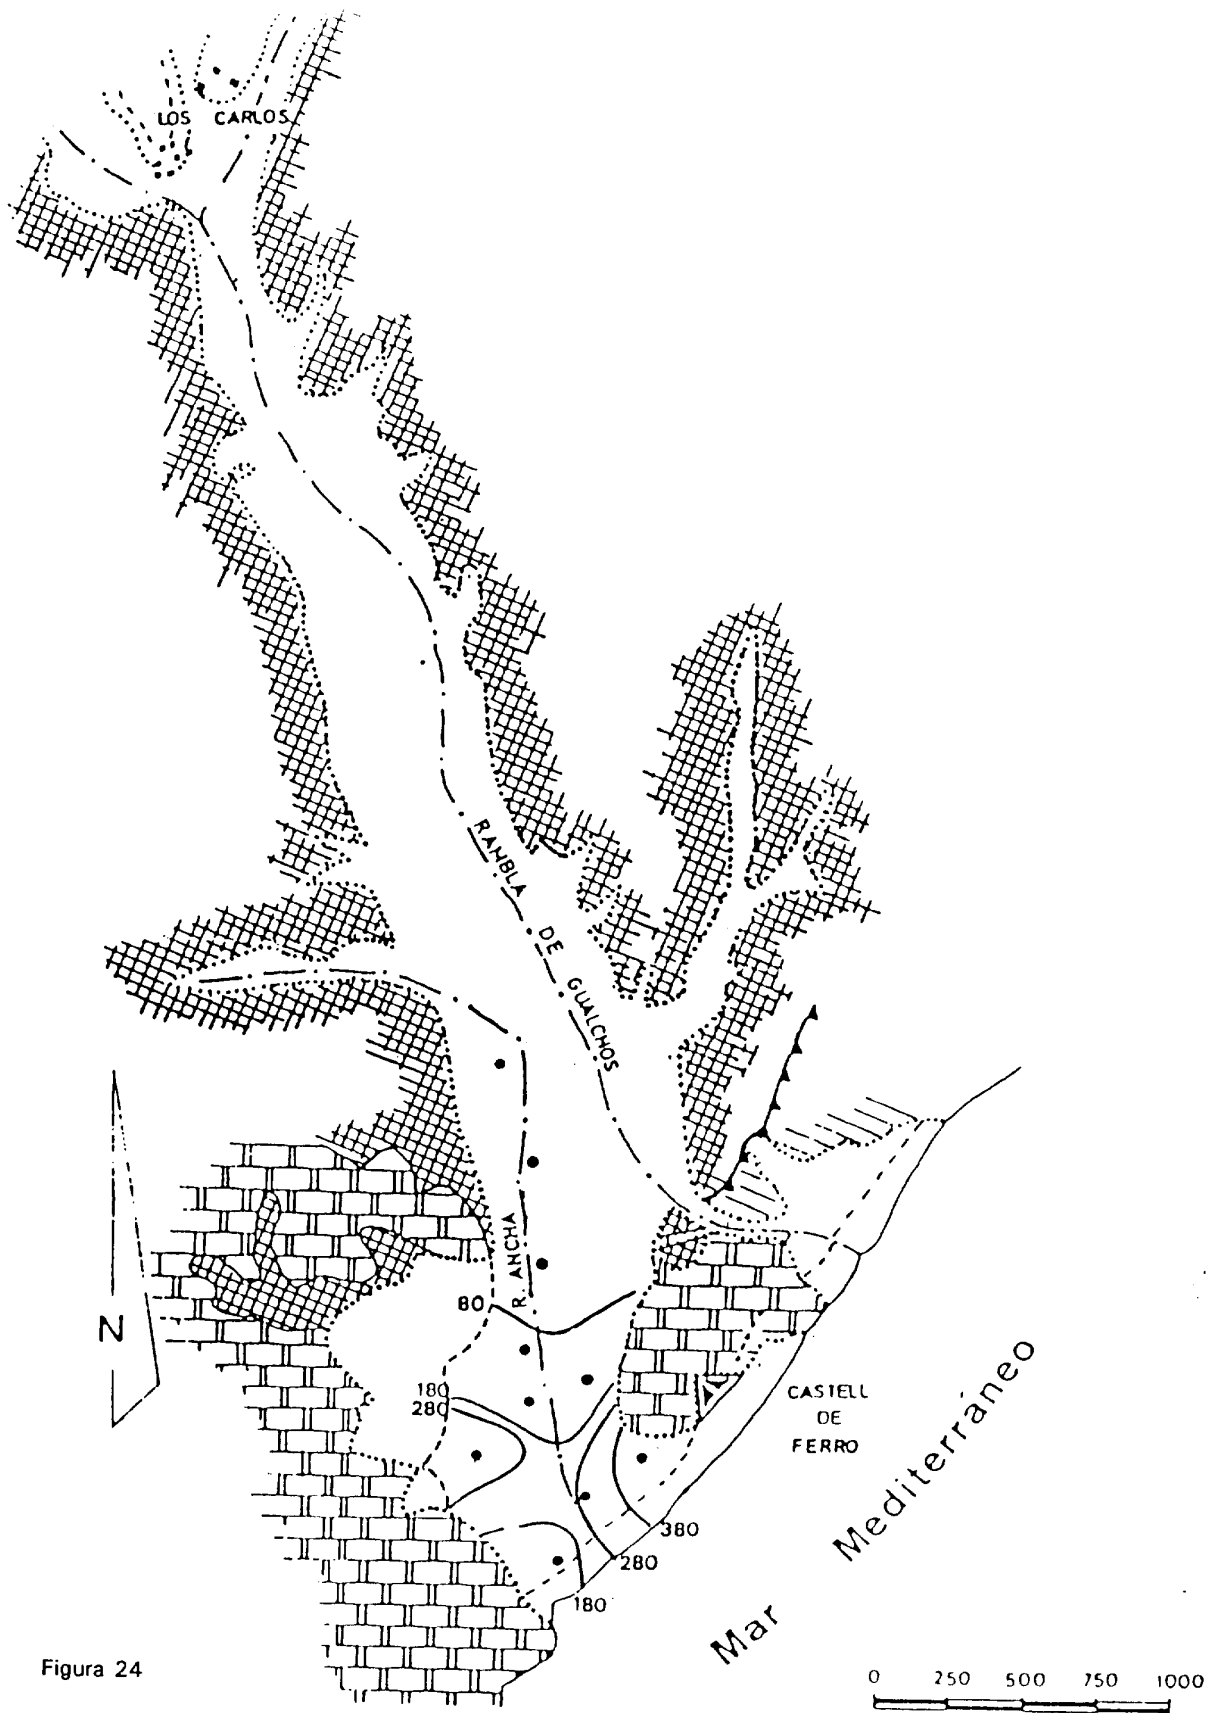 LOS CARLOS
RAMBLA DE GUALCHOS
R. ANCHA
80
180
280
N
CASTELL
DE
FERRO
380
280
180
Mar Mediterráneo
Figura 24
0 250 500 750 1000